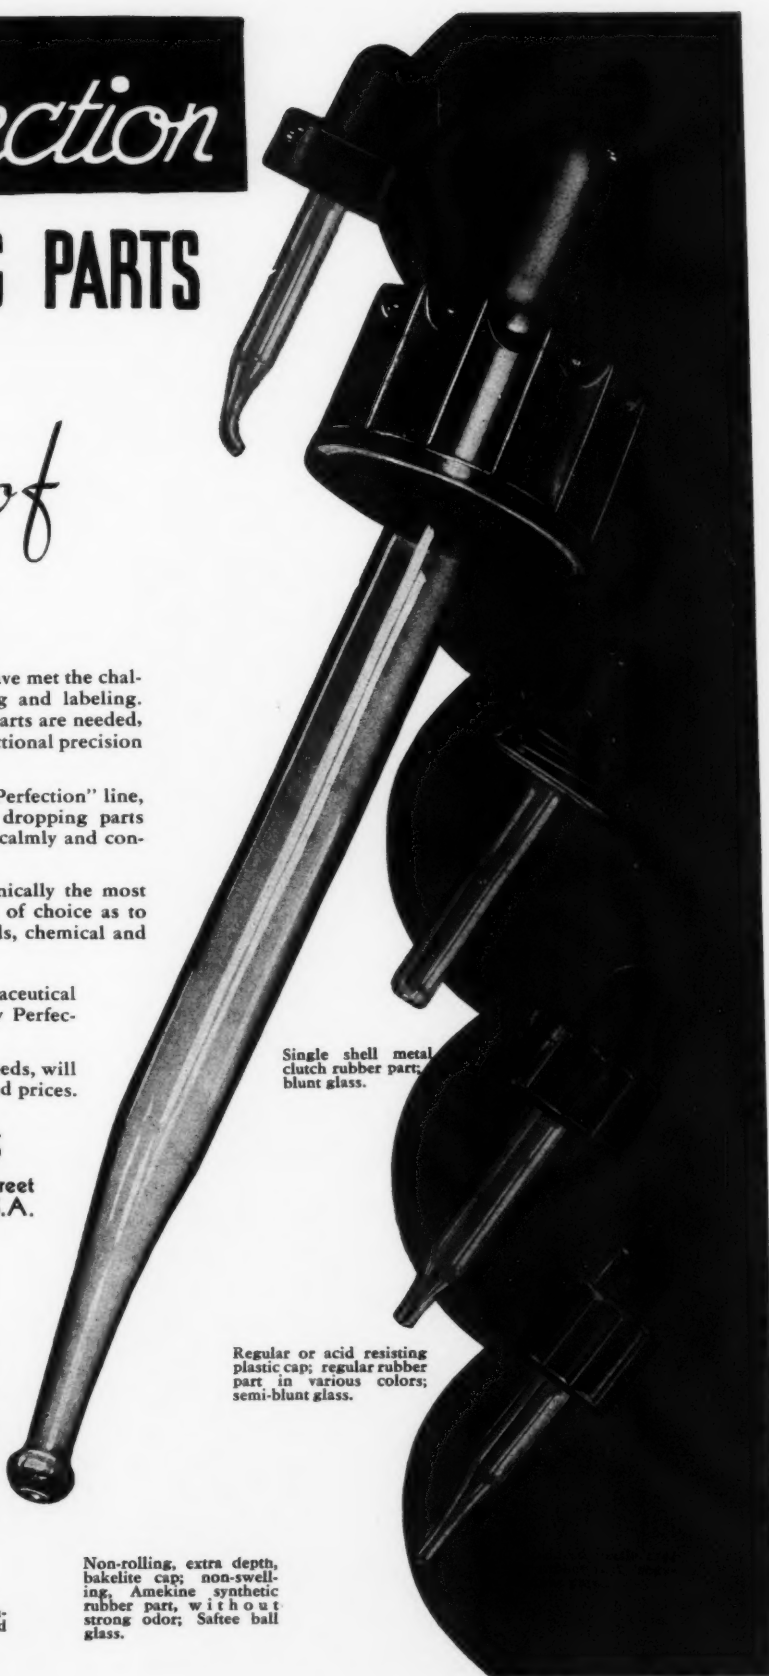 ction
PARTS
of
ve met the chal-
g and labeling.
arts are needed,
tional precision
Perfection" line,
dropping parts
calmly and con-
nically the most
of choice as to
ls, chemical and
aceutical
Perfec-
eds, will
d prices.
reet
.A.
Single shell metal
clutch rubber part;
blunt glass.
Regular or acid resisting
plastic cap; regular rubber
part in various colors;
semi-blunt glass.
Non-rolling, extra depth,
bakelite cap; non-swell-
ing, Amekine synthetic
rubber part, without
strong odor; Saftee ball
glass.